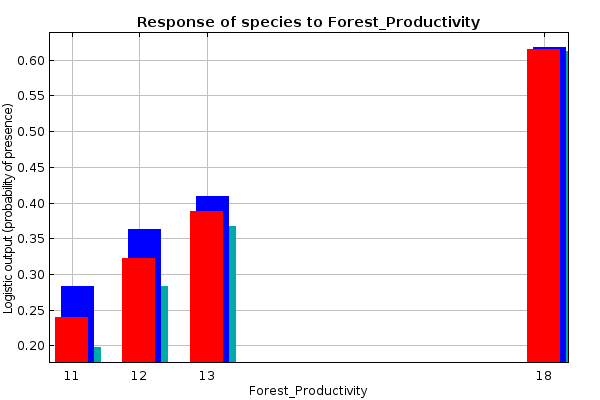 Response of species to Forest_Productivity
Logistic output (probability of presence)
0.60
0.55
0.50
0.45
0.40
0.35
0.30
0.25
0.20
11 12 13 18
Forest_Productivity